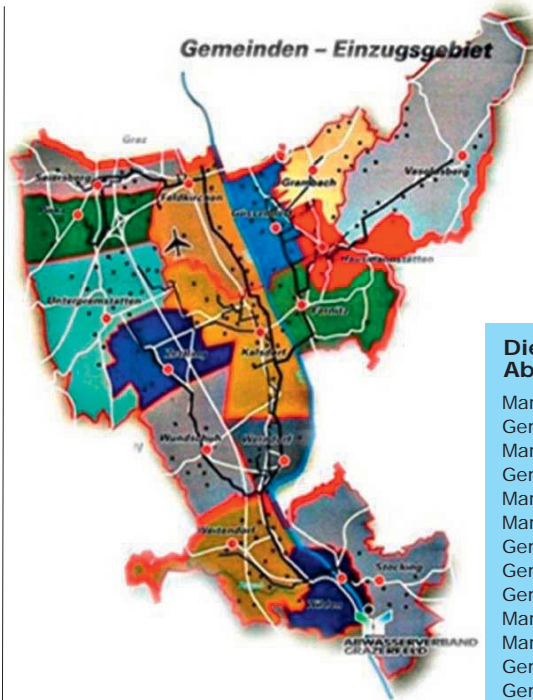 Gemeinden – Einzugsgebiet
Graz
Seiersberg
Pirka
Feldkirchen
Gössendorf
Grambach
Vasoldsberg
Hausmannstätten
Fernitz
Unterpremstätten
Zettling
Kalsdorf
Wundschuh
Werndorf
Weitendorf
Stocking
Wildon
ABWASSERVERBAND
GRAZERFELD
Die
Ab
Mar
Ger
Mar
Ger
Mar
Mar
Ger
Ger
Ger
Mar
Mar
Ger
Ger